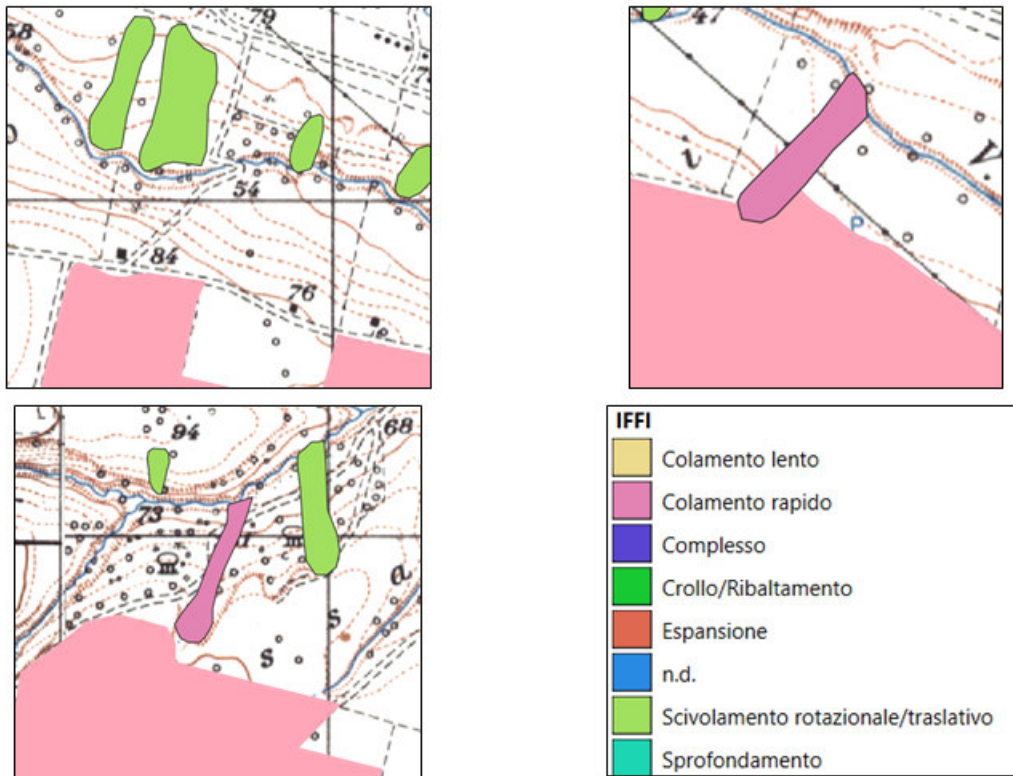 79
58
54
84
76
47
i
P
94
68
73
a
s
s
IFFI
Colamento lento
Colamento rapido
Complesso
Crollo/Ribaltamento
Espansione
n.d.
Scivolamento rotazionale/traslativo
Sprofondamento